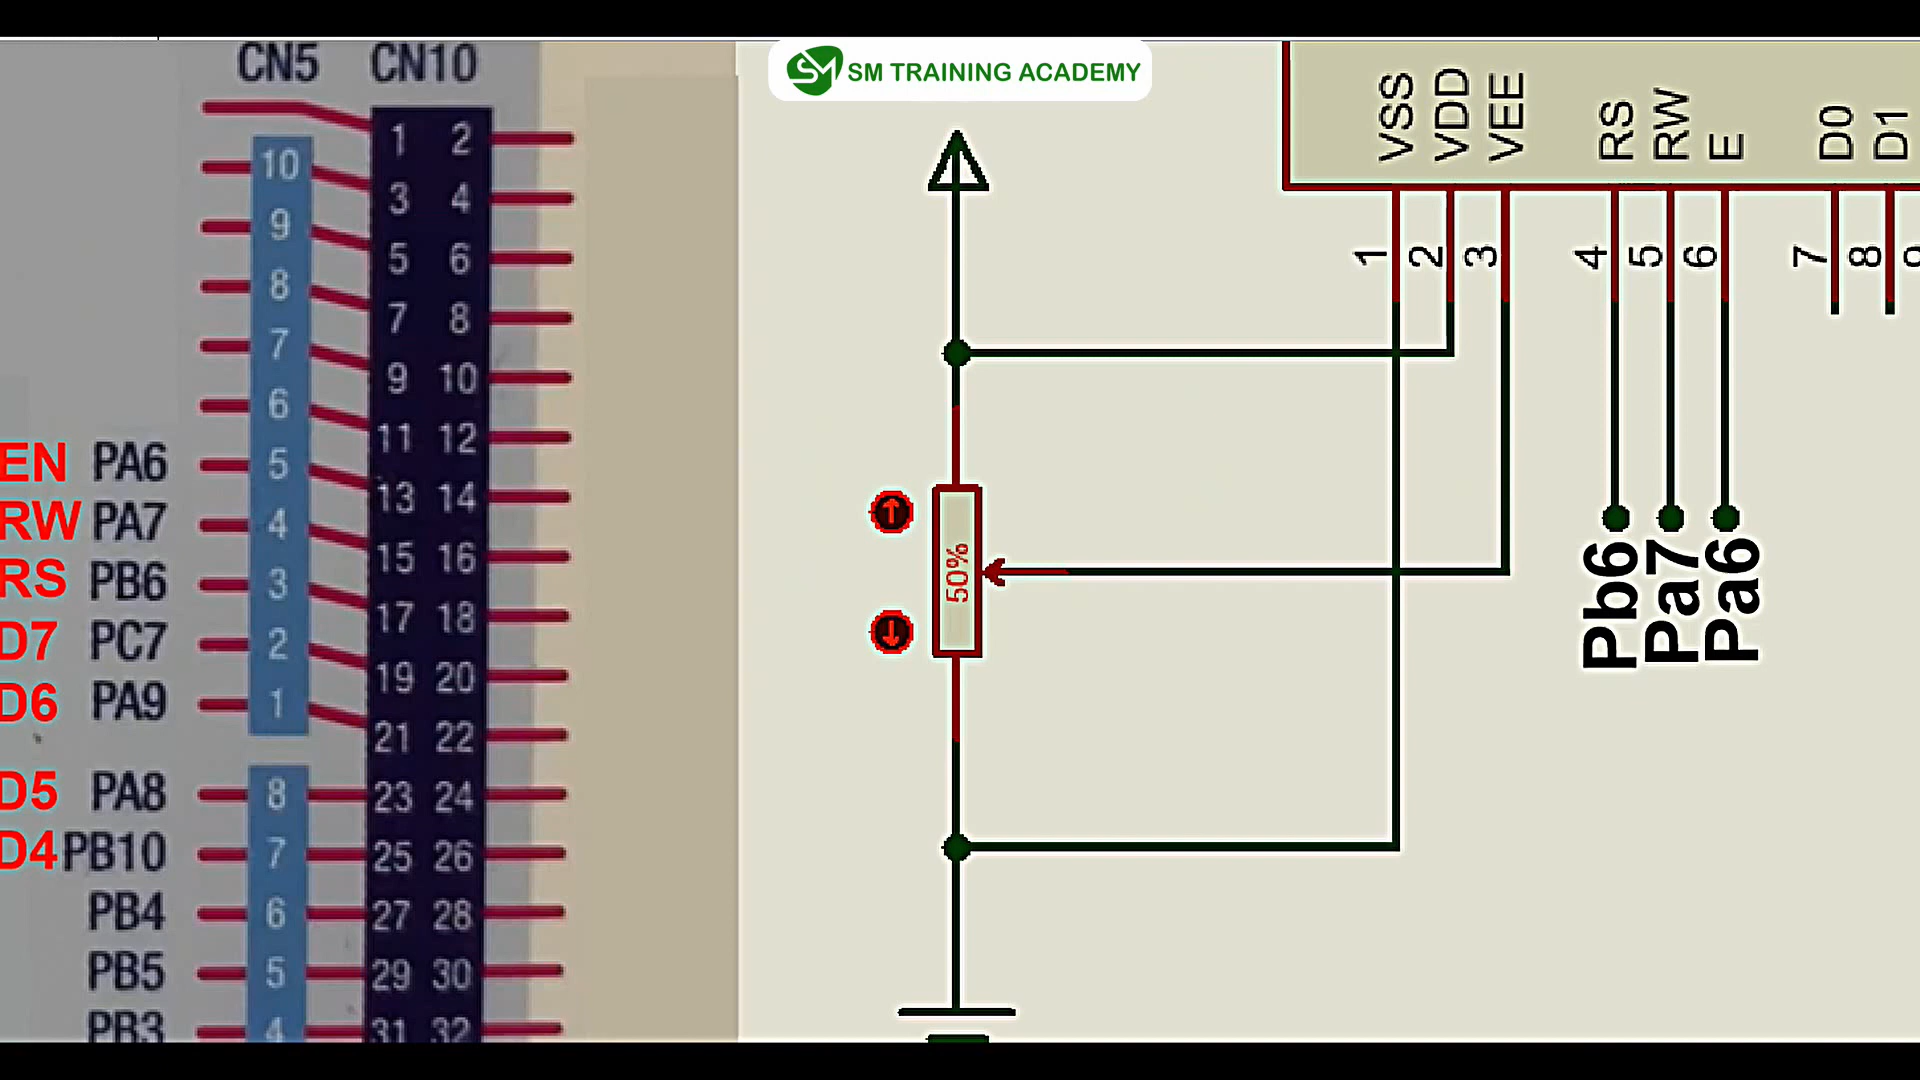 CN5 CN10
SM TRAINING ACADEMY
1 2
10
3 4
9
5 6
8
7 8
7
9 10
6
11 12
EN PA6 5
13 14
RW PA7 4
15 16
RS PB6 3
17 18
D7 PC7 2
19 20
D6 PA9 1
21 22
D5 PA8 8 23 24
D4 PB10 7 25 26
PB4 6 27 28
PB5 5 29 30
PB3 4 31 32
50%
VSS
VDD
VEE
RS
RW
E
D0
D1
1
2
3
4
5
6
7
8
9
Pb6
Pa7
Pa6